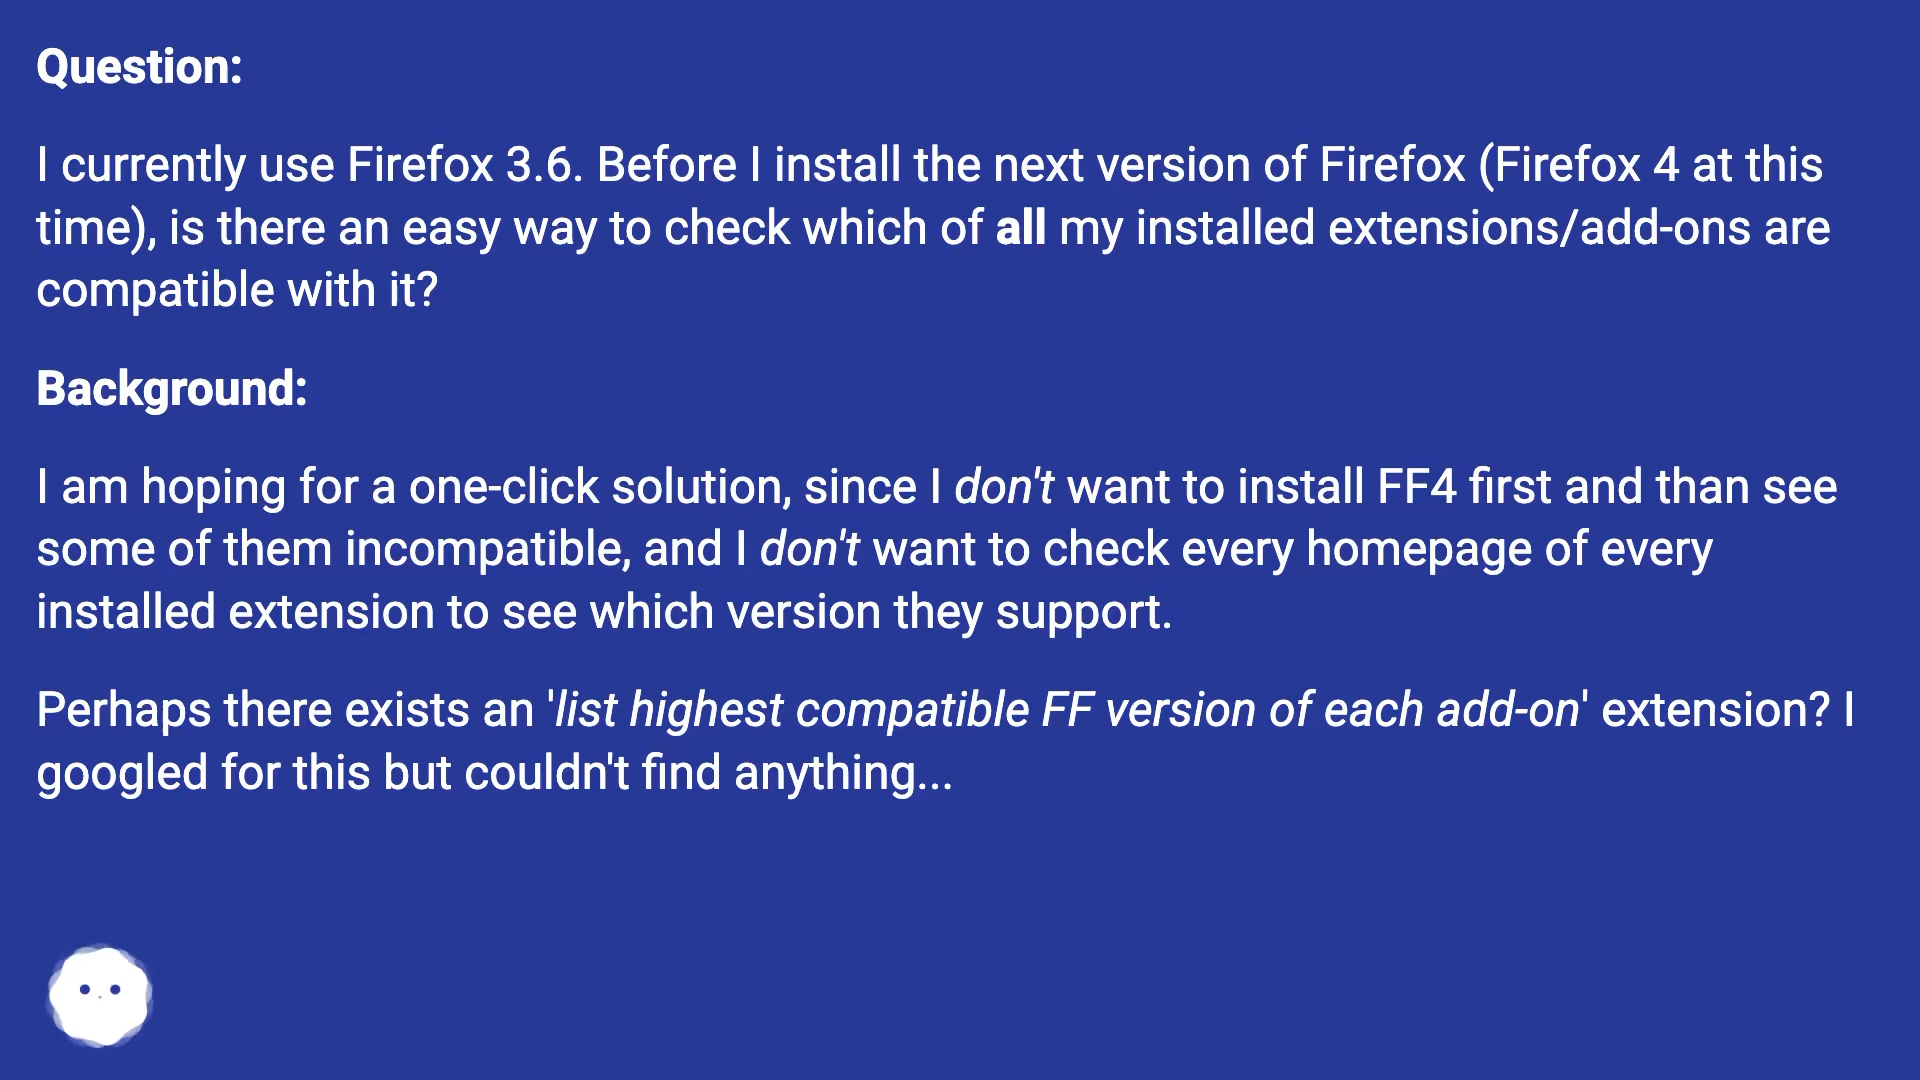 Question:
I currently use Firefox 3.6. Before I install the next version of Firefox (Firefox 4 at this
time), is there an easy way to check which of all my installed extensions/add-ons are
compatible with it?
Background:
I am hoping for a one-click solution, since I don't want to install FF4 first and than see
some of them incompatible, and I don't want to check every homepage of every
installed extension to see which version they support.
Perhaps there exists an 'list highest compatible FF version of each add-on' extension? I
googled for this but couldn't find anything...